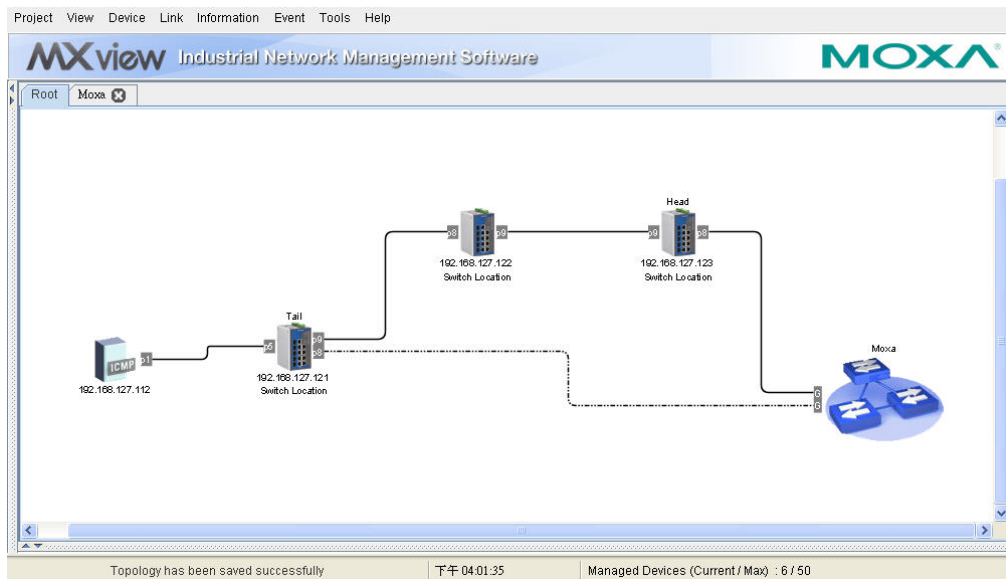 Project View Device Link Information Event Tools Help
MXview Industrial Network Management Software
MOXA®
Root Moxa
Head
p8 p9 p9 p8
192.168.127.122 192.168.127.123
Switch Location Switch Location
Tail
p9
p5 p8
ICMP p1
Moxa
192.168.127.121
192.168.127.112
Switch Location
G
G
Topology has been saved successfully 下午 04:01:35 Managed Devices (Current / Max) : 6 / 50